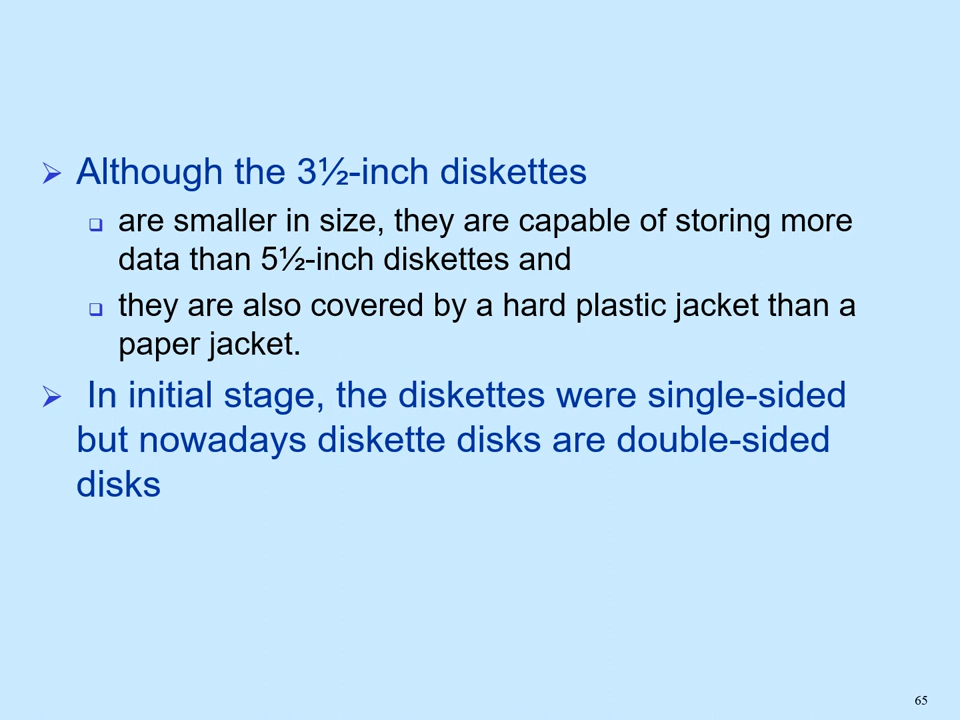 Although the 3½-inch diskettes
are smaller in size, they are capable of storing more
data than 5½-inch diskettes and
they are also covered by a hard plastic jacket than a
paper jacket.
In initial stage, the diskettes were single-sided
but nowadays diskette disks are double-sided
disks
65